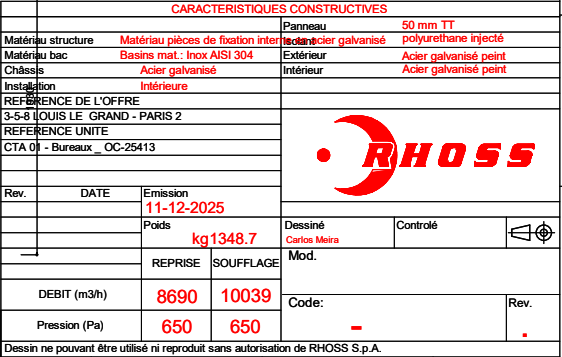 CARACTERISTIQUES CONSTRUCTIVES
Panneau 50 mm TT
Matériau structure Matériau pièces de fixation interne en acier galvanisé Isolant polyurethane injecté
Matériau bac Basins mat.: Inox AISI 304 Extérieur Acier galvanisé peint
Châssis Acier galvanisé Intérieur Acier galvanisé peint
Installation Intérieure
REFERENCE DE L'OFFRE
3-5-8 LOUIS LE GRAND - PARIS 2
REFERENCE UNITE
CTA 01 - Bureaux _ OC-25413
RHOSS
Rev. DATE Emission
11-12-2025
Poids
kg1348.7
Dessiné Controlé
Carlos Meira
REPRISE SOUFFLAGE
Mod.
DEBIT (m3/h) 8690 10039
Code: Rev.
Pression (Pa) 650 650
- .
Dessin ne pouvant être utilisé ni reproduit sans autorisation de RHOSS S.p.A.